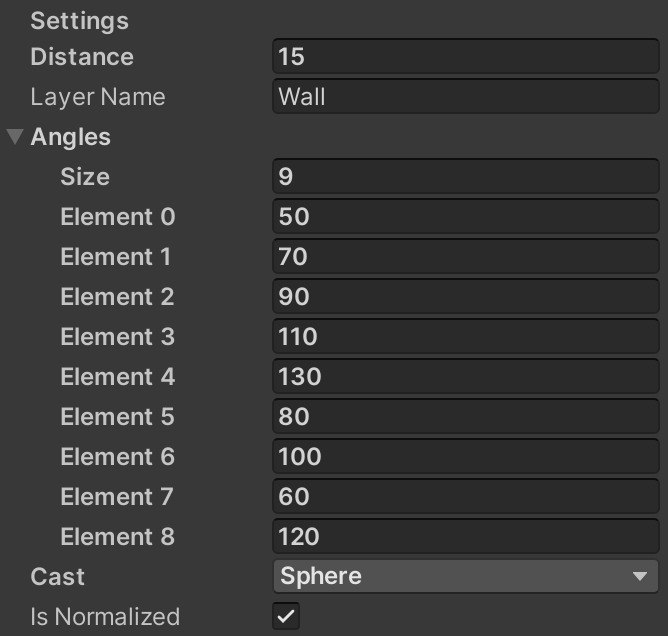 Settings
Distance 15
Layer Name Wall
Angles
Size 9
Element 0 50
Element 1 70
Element 2 90
Element 3 110
Element 4 130
Element 5 80
Element 6 100
Element 7 60
Element 8 120
Cast Sphere
Is Normalized